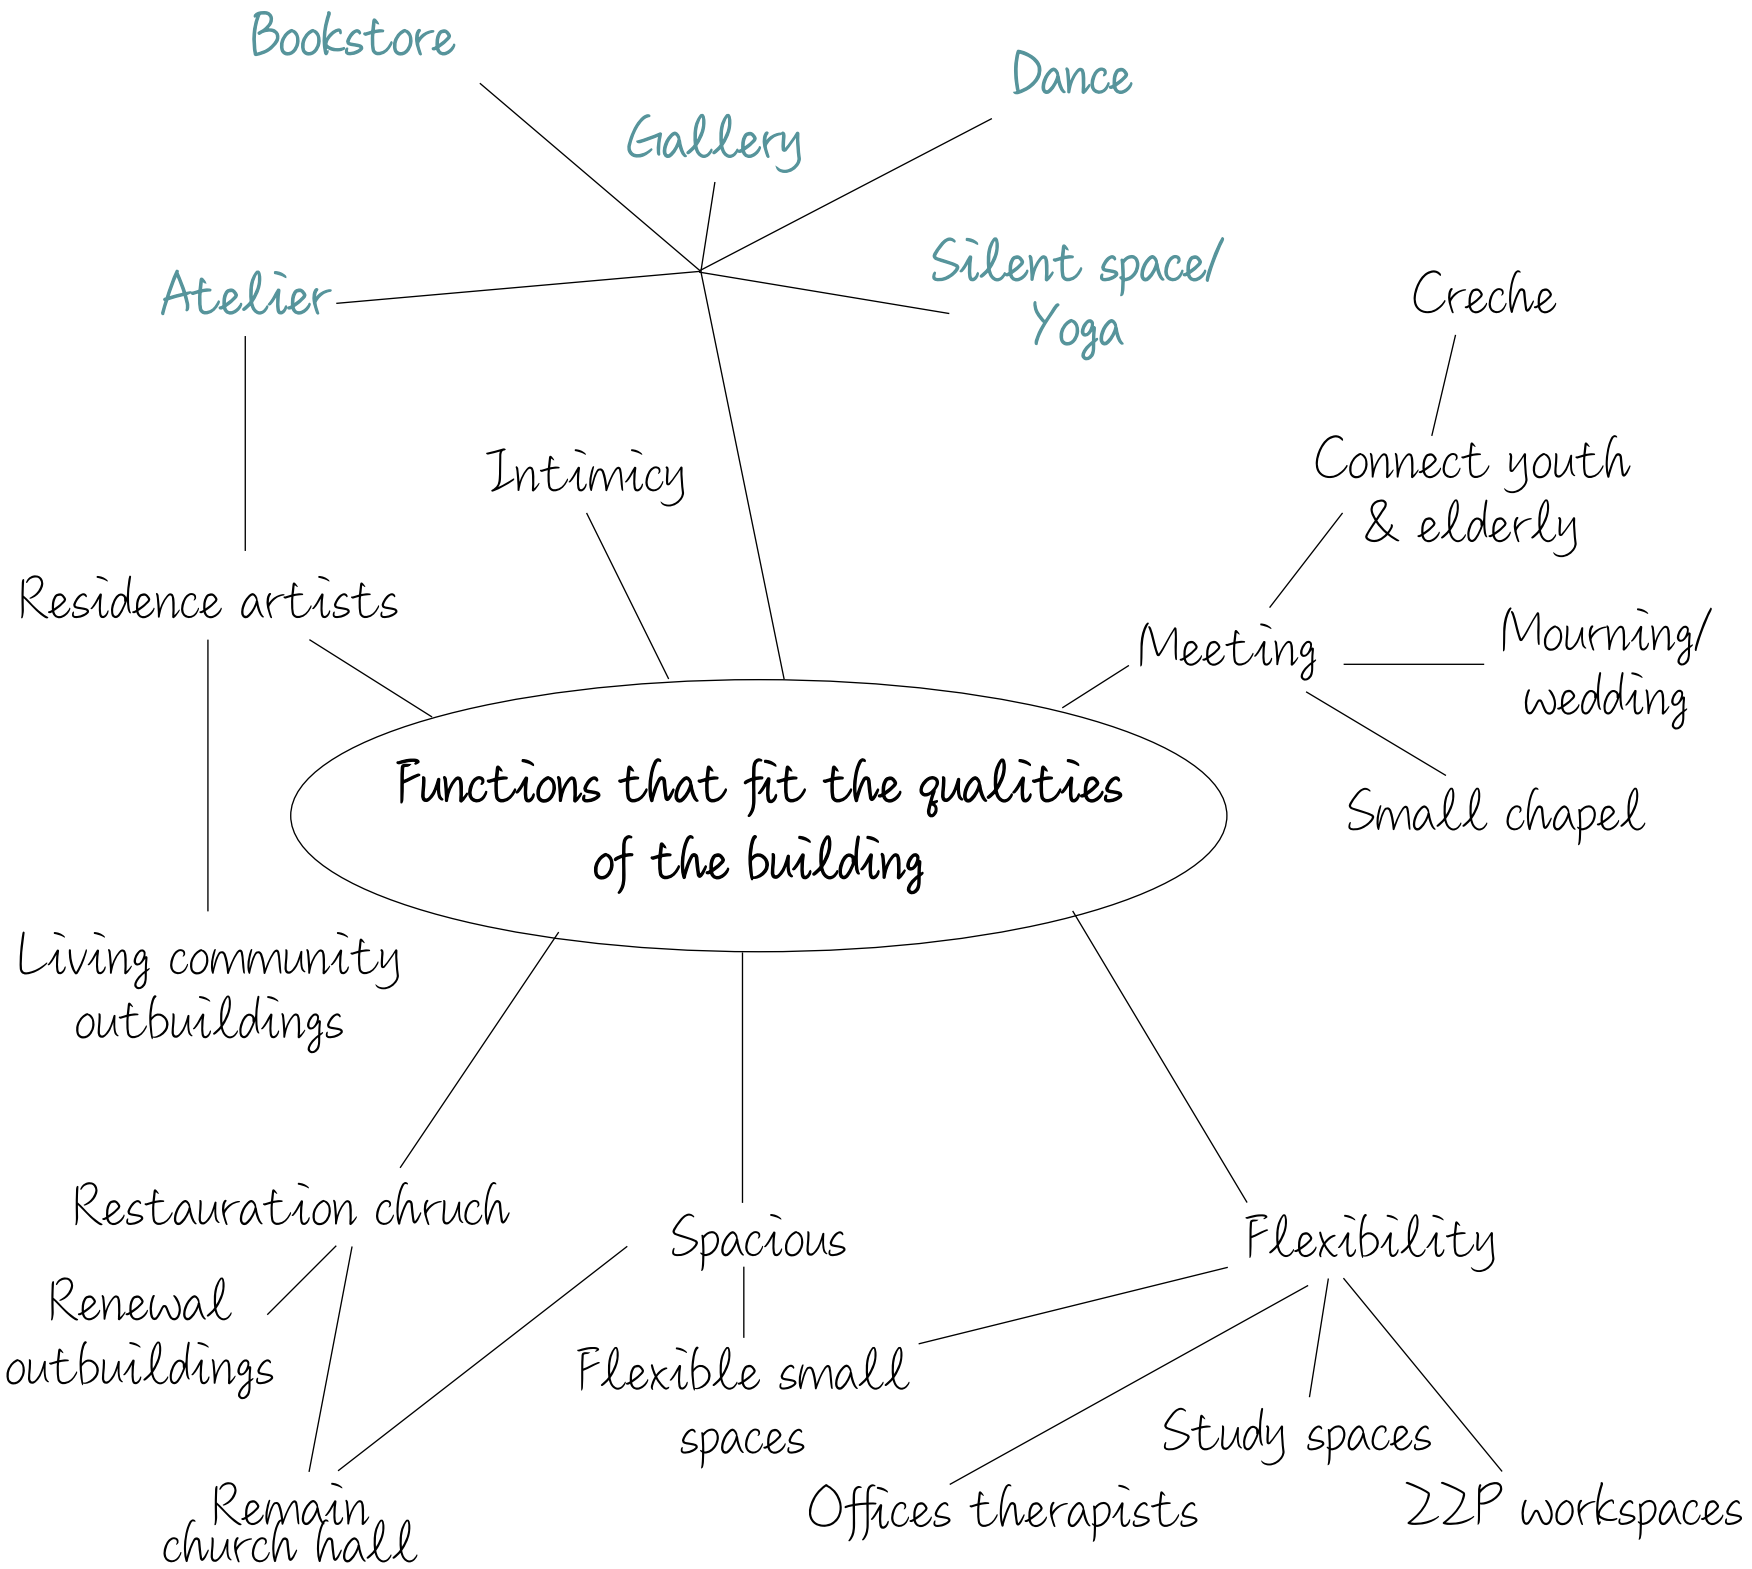 Bookstore
Dance
Gallery
Silent space/
Yoga
Atelier
Creche
Connect youth
& elderly
Intimicy
Residence artists
Meeting
Mourning/
wedding
Small chapel
Functions that fit the qualities
of the building
Living community
outbuildings
Restauration chruch
Spacious
Flexibility
Renewal
outbuildings
Flexible small
spaces
Study spaces
Offices therapists
ZZP workspaces
Remain
church hall